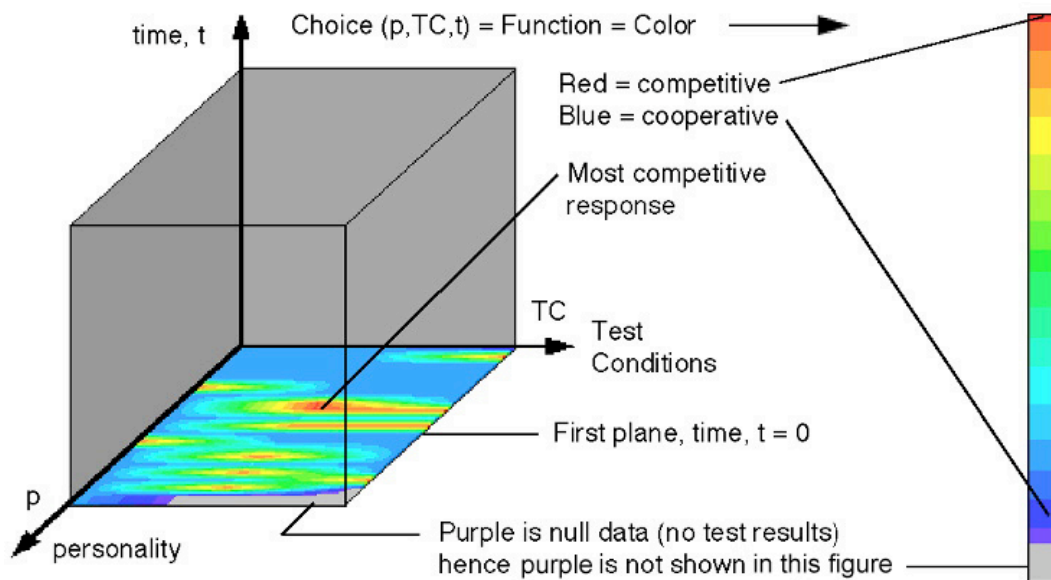 time, t
Choice (p,TC,t) = Function = Color
Red = competitive
Blue = cooperative
Most competitive
response
TC
Test
Conditions
First plane, time, t = 0
p
personality
Purple is null data (no test results)
hence purple is not shown in this figure